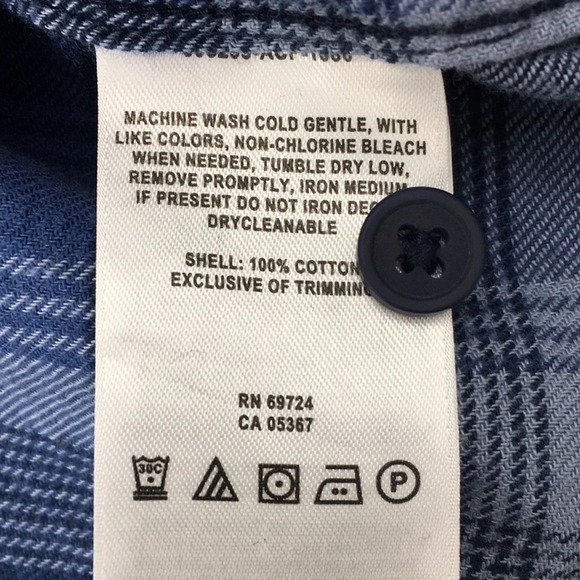 MACHINE WASH COLD GENTLE, WITH
LIKE COLORS, NON-CHLORINE BLEACH
WHEN NEEDED, TUMBLE DRY LOW,
REMOVE PROMPTLY, IRON MEDIUM
IF PRESENT DO NOT IRON
DRYCLEANABLE
SHELL: 100% COTTON
EXCLUSIVE OF
RN 69724
CA 05367
30C P